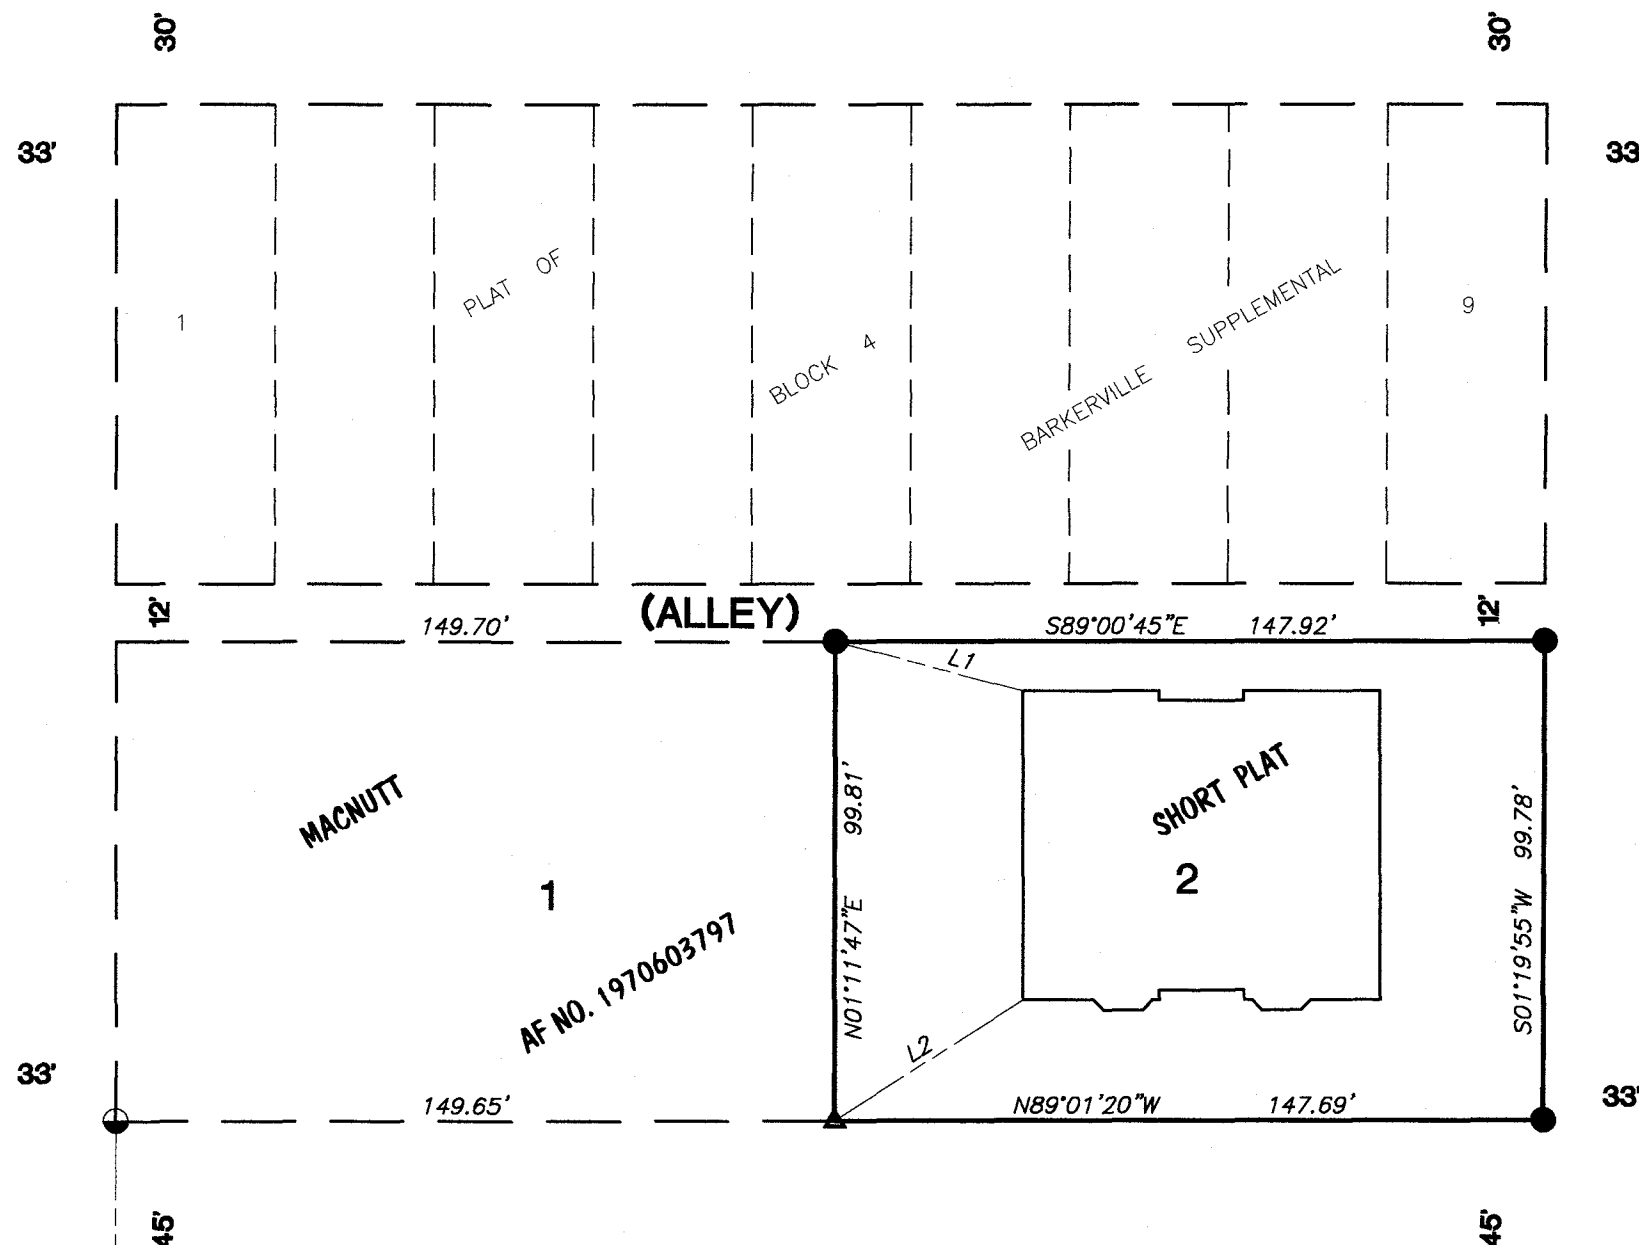 30' 30'
33' 33
1
PLAT OF
BLOCK 4
BARKERVILLE SUPPLEMENTAL
9
12' (ALLEY) 12'
149.70' S89°00'45"E 147.92'
L1
MACNUTT
SHORT PLAT
1
2
AF NO. 1970603797
N01°11'47"E 99.81'
S01°19'55"W 99.78'
L2
33' 33'
149.65' N89°01'20"W 147.69'
45' 45'